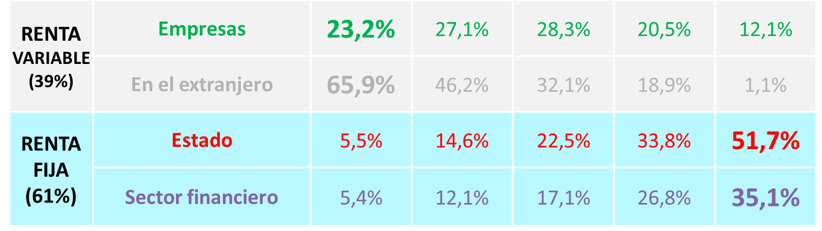 RENTA
VARIABLE
(39%)
Empresas 23,2% 27,1% 28,3% 20,5% 12,1%
En el extranjero 65,9% 46,2% 32,1% 18,9% 1,1%
RENTA
FIJA
(61%)
Estado 5,5% 14,6% 22,5% 33,8% 51,7%
Sector financiero 5,4% 12,1% 17,1% 26,8% 35,1%